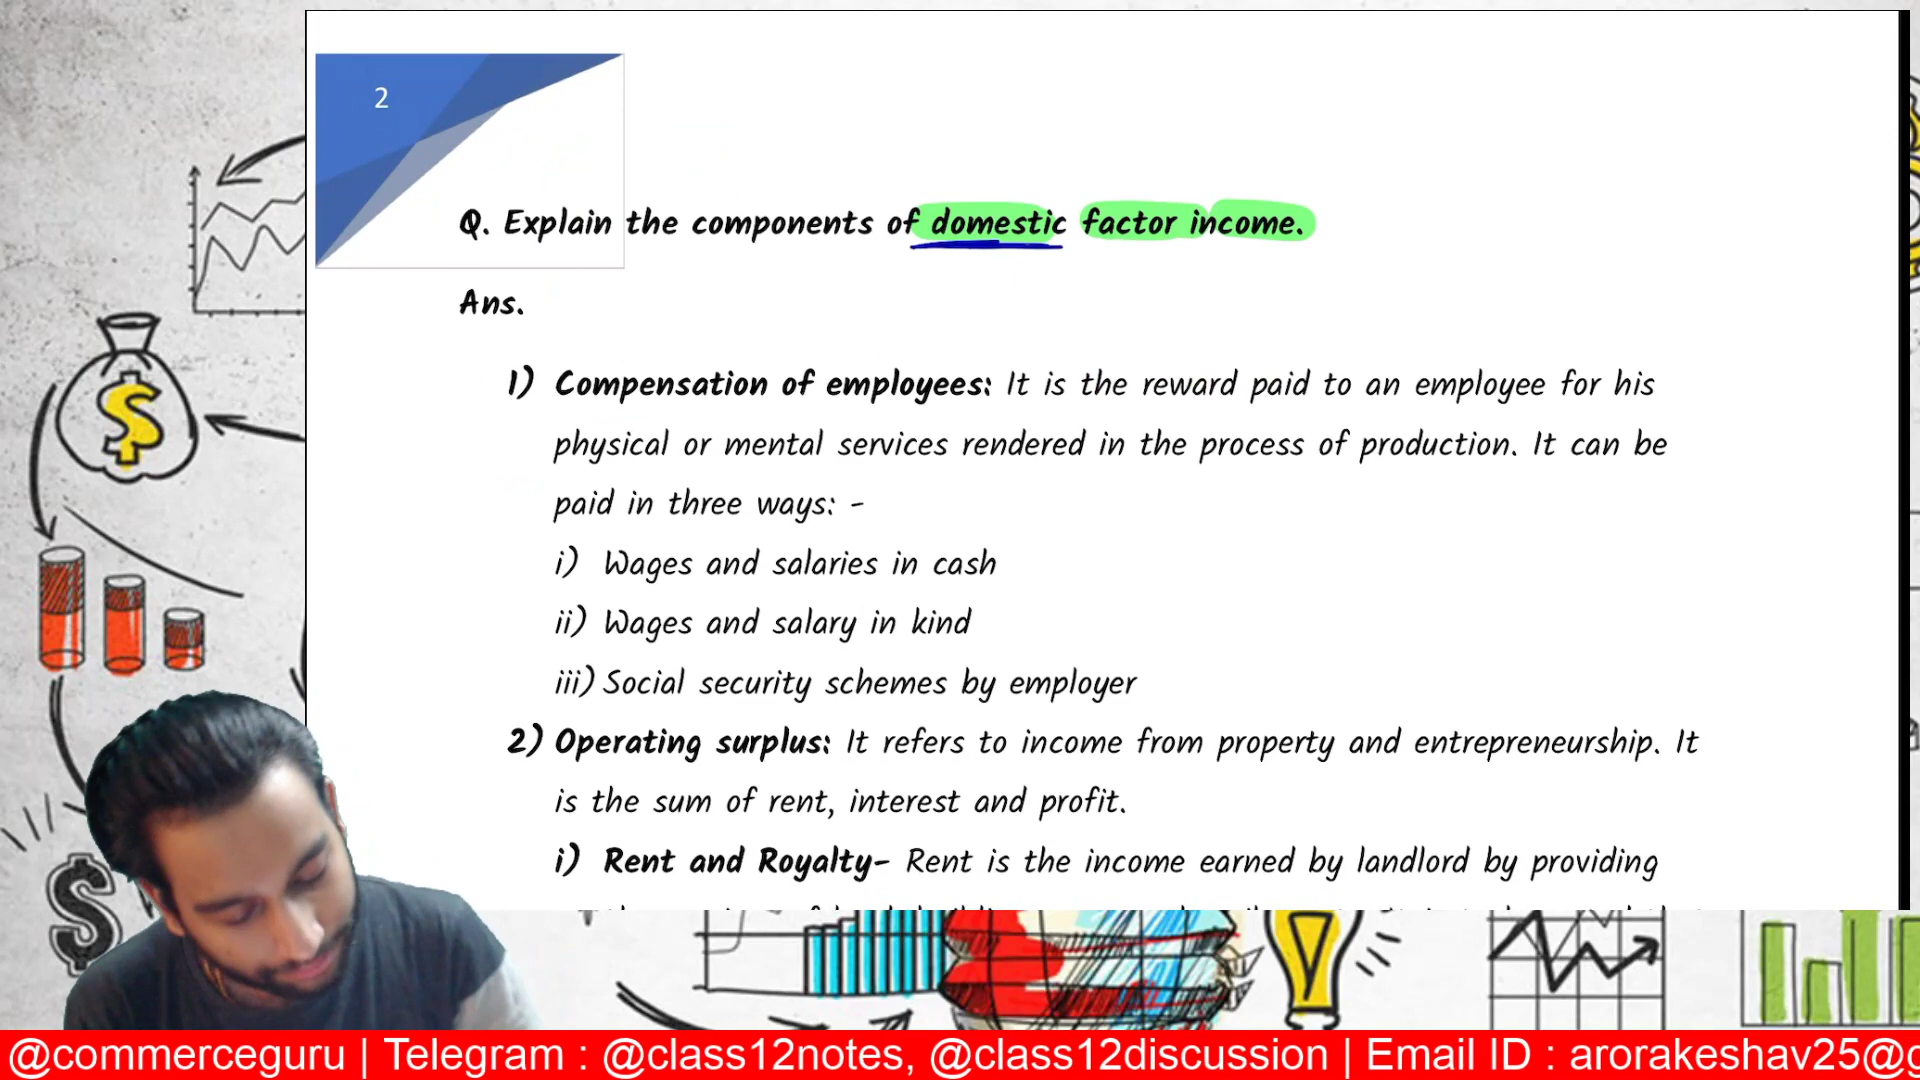 2
Q. Explain the components of domestic factor income.
Ans.
1) Compensation of employees: It is the reward paid to an employee for his
physical or mental services rendered in the process of production. It can be
paid in three ways: -
i) Wages and salaries in cash
ii) Wages and salary in kind
iii) Social security schemes by employer
2) Operating surplus: It refers to income from property and entrepreneurship. It
is the sum of rent, interest and profit.
i) Rent and Royalty- Rent is the income earned by landlord by providing
@commerceguru | Telegram : @class12notes, @class12discussion | Email ID : arorakeshav25@g